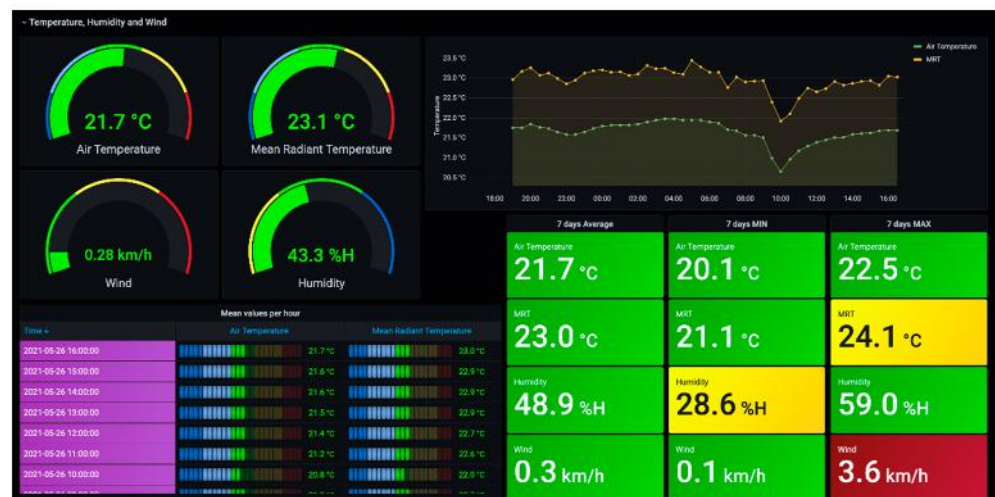 ~ Temperature, Humidity and Wind
21.7 °C
Air Temperature
23.1 °C
Mean Radiant Temperature
0.28 km/h
Wind
43.3 %H
Humidity
Temperature
23.5 °C
23.0 °C
22.5 °C
22.0 °C
21.5 °C
21.0 °C
20.5 °C
18:00 20:00 22:00 00:00 02:00 04:00 06:00 08:00 10:00 12:00 14:00 16:00
Air Temperature
MRT
Mean values per hour
Time Air Temperature Mean Radiant Temperature
2021-05-26 16:00:00 21.7 °C 23.0 °C
2021-05-26 15:00:00 21.6 °C 22.9 °C
2021-05-26 14:00:00 21.6 °C 22.9 °C
2021-05-26 13:00:00 21.5 °C 22.9 °C
2021-05-26 12:00:00 21.4 °C 22.7 °C
2021-05-26 11:00:00 21.2 °C 22.6 °C
2021-05-26 10:00:00 20.8 °C 22.0 °C
7 days Average
Air Temperature
21.7 °C
MRT
23.0 °C
Humidity
48.9 %H
Wind
0.3 km/h
7 days MIN
Air Temperature
20.1 °C
MRT
21.1 °C
Humidity
28.6 %H
Wind
0.1 km/h
7 days MAX
Air Temperature
22.5 °C
MRT
24.1 °C
Humidity
59.0 %H
Wind
3.6 km/h